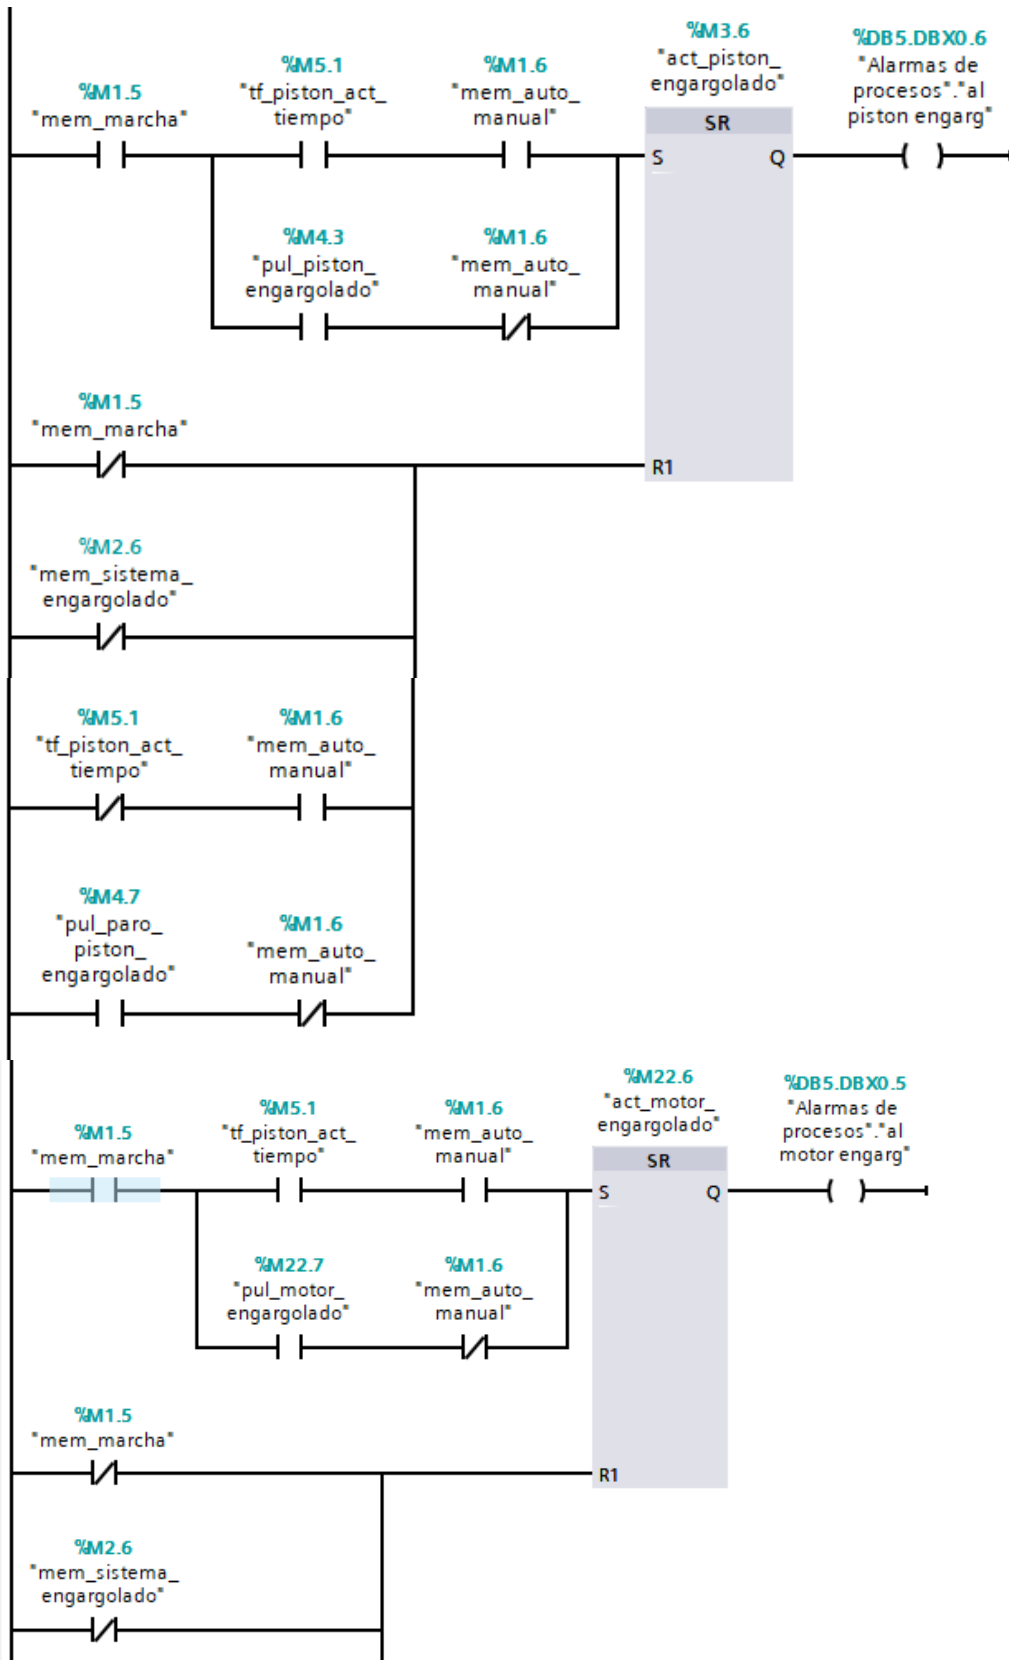 %M3.6
"act_piston_
engargolado"
%DB5.DBX0.6
"Alarmas de
procesos"."al
piston engarg"
%M1.5
"mem_marcha"
%M5.1
"tf_piston_act_
tiempo"
%M1.6
"mem_auto_
manual"
SR
S
Q
%M4.3
"pul_piston_
engargolado"
%M1.6
"mem_auto_
manual"
%M1.5
"mem_marcha"
R1
%M2.6
"mem_sistema_
engargolado"
%M5.1
"tf_piston_act_
tiempo"
%M1.6
"mem_auto_
manual"
%M4.7
"pul_paro_
piston_
engargolado"
%M1.6
"mem_auto_
manual"
%M22.6
"act_motor_
engargolado"
%DB5.DBX0.5
"Alarmas de
procesos"."al
motor engarg"
%M1.5
"mem_marcha"
%M5.1
"tf_piston_act_
tiempo"
%M1.6
"mem_auto_
manual"
SR
S
Q
%M22.7
"pul_motor_
engargolado"
%M1.6
"mem_auto_
manual"
%M1.5
"mem_marcha"
R1
%M2.6
"mem_sistema_
engargolado"